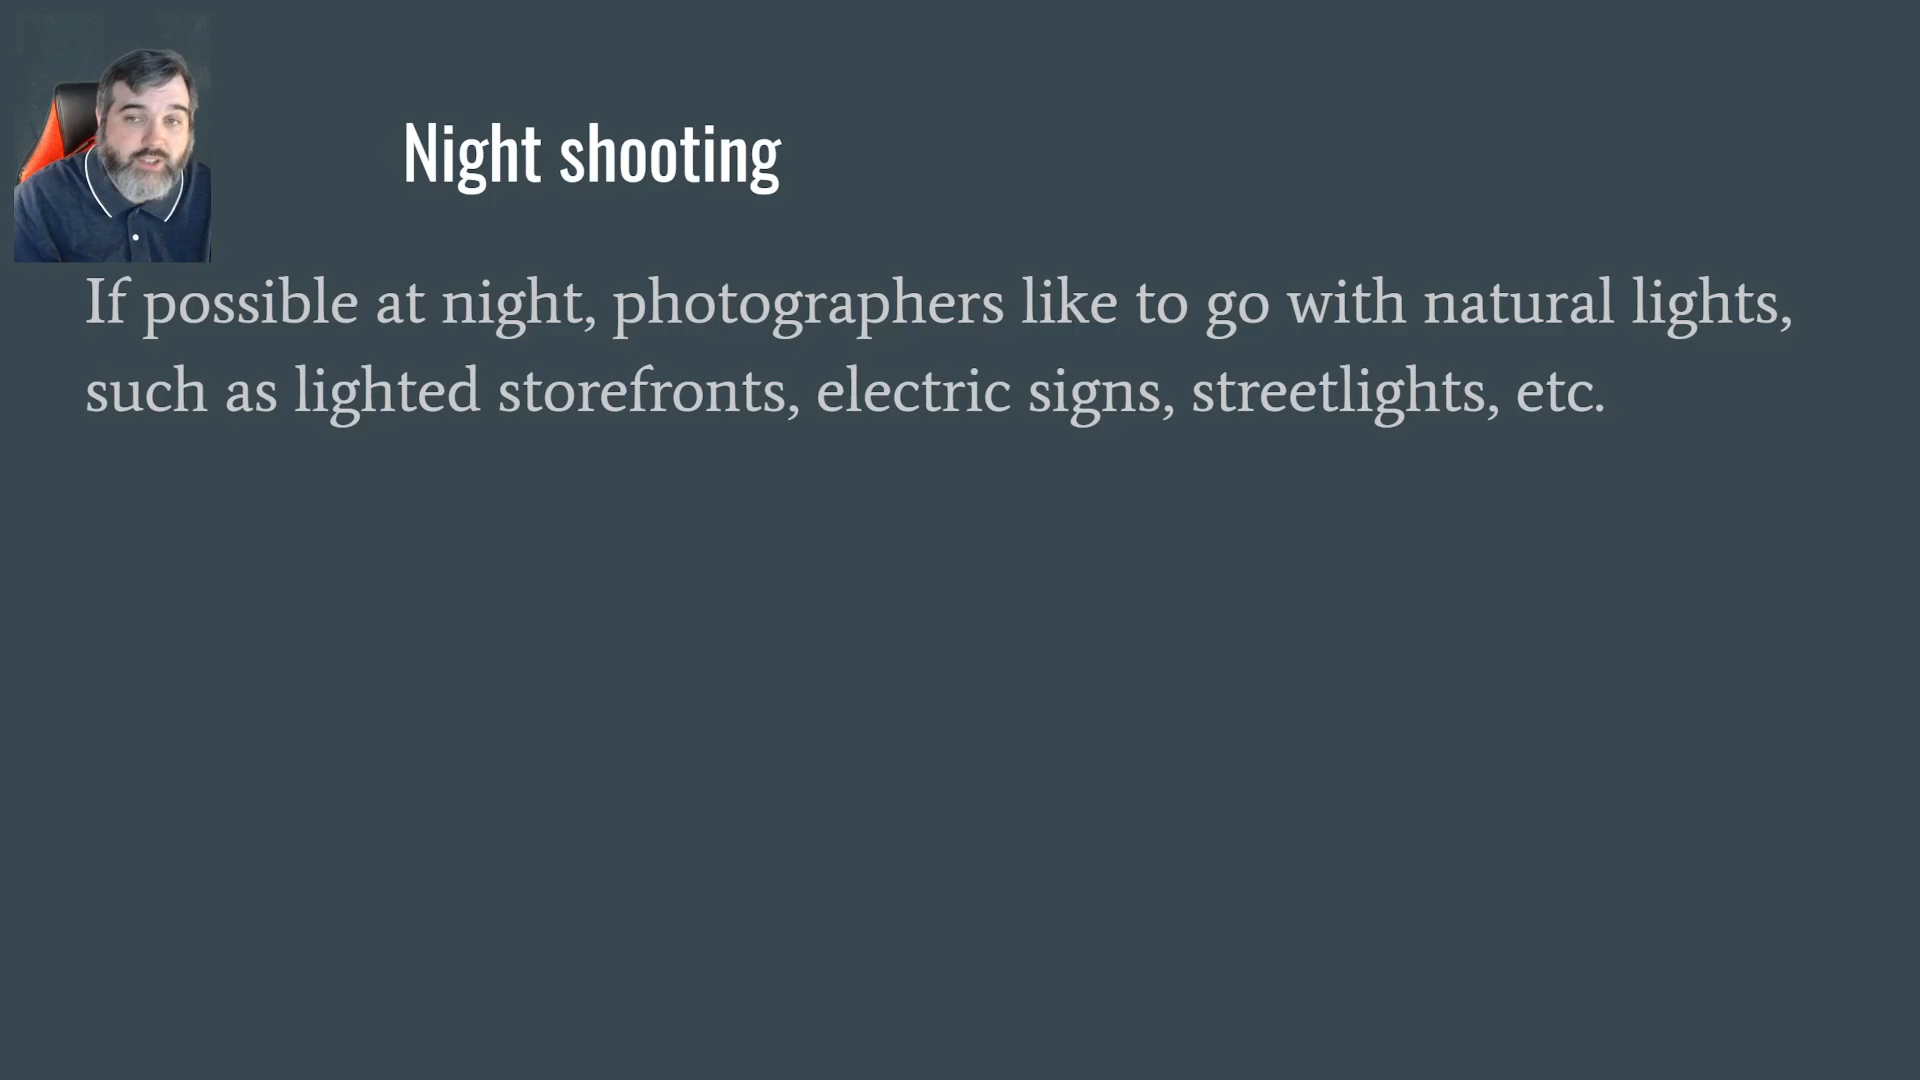 Night shooting
If possible at night, photographers like to go with natural lights,
such as lighted storefronts, electric signs, streetlights, etc.